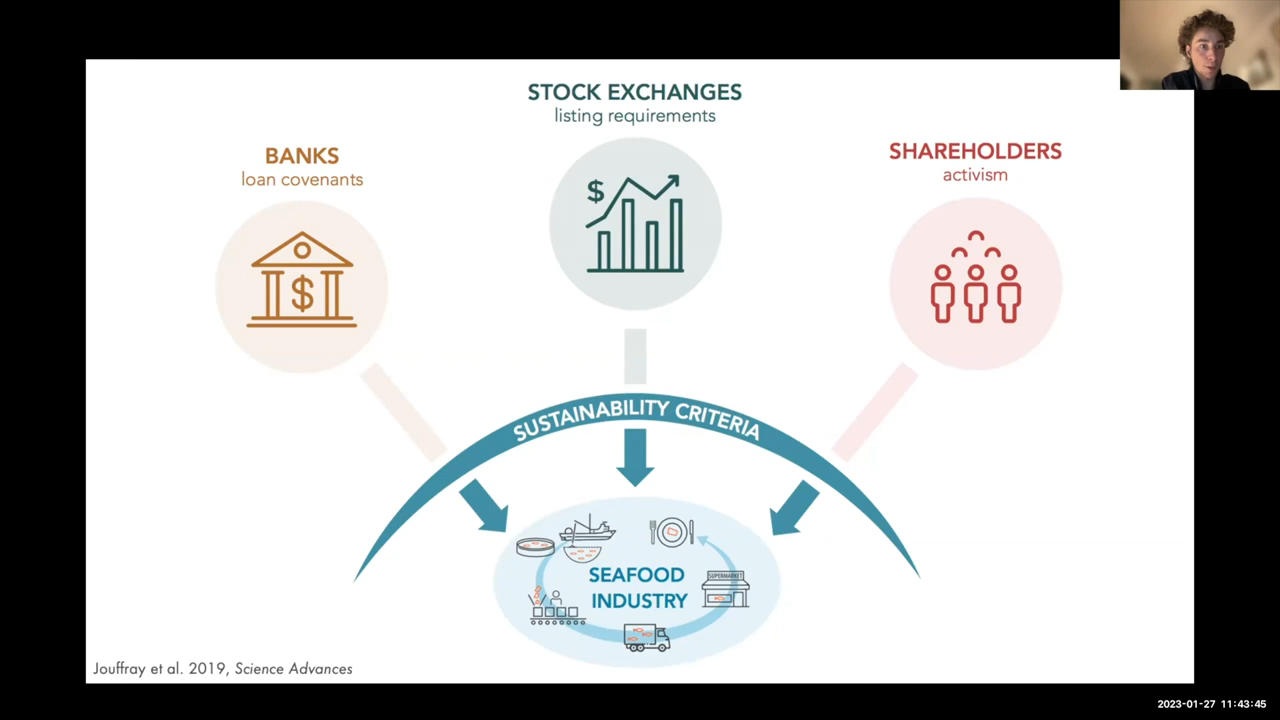 STOCK EXCHANGES
listing requirements
BANKS
loan covenants
SHAREHOLDERS
activism
$
$
SUSTAINABILITY CRITERIA
SUPERMARKET
SEAFOOD
INDUSTRY
Jouffray et al. 2019, Science Advances
2023-01-27 11:43:45